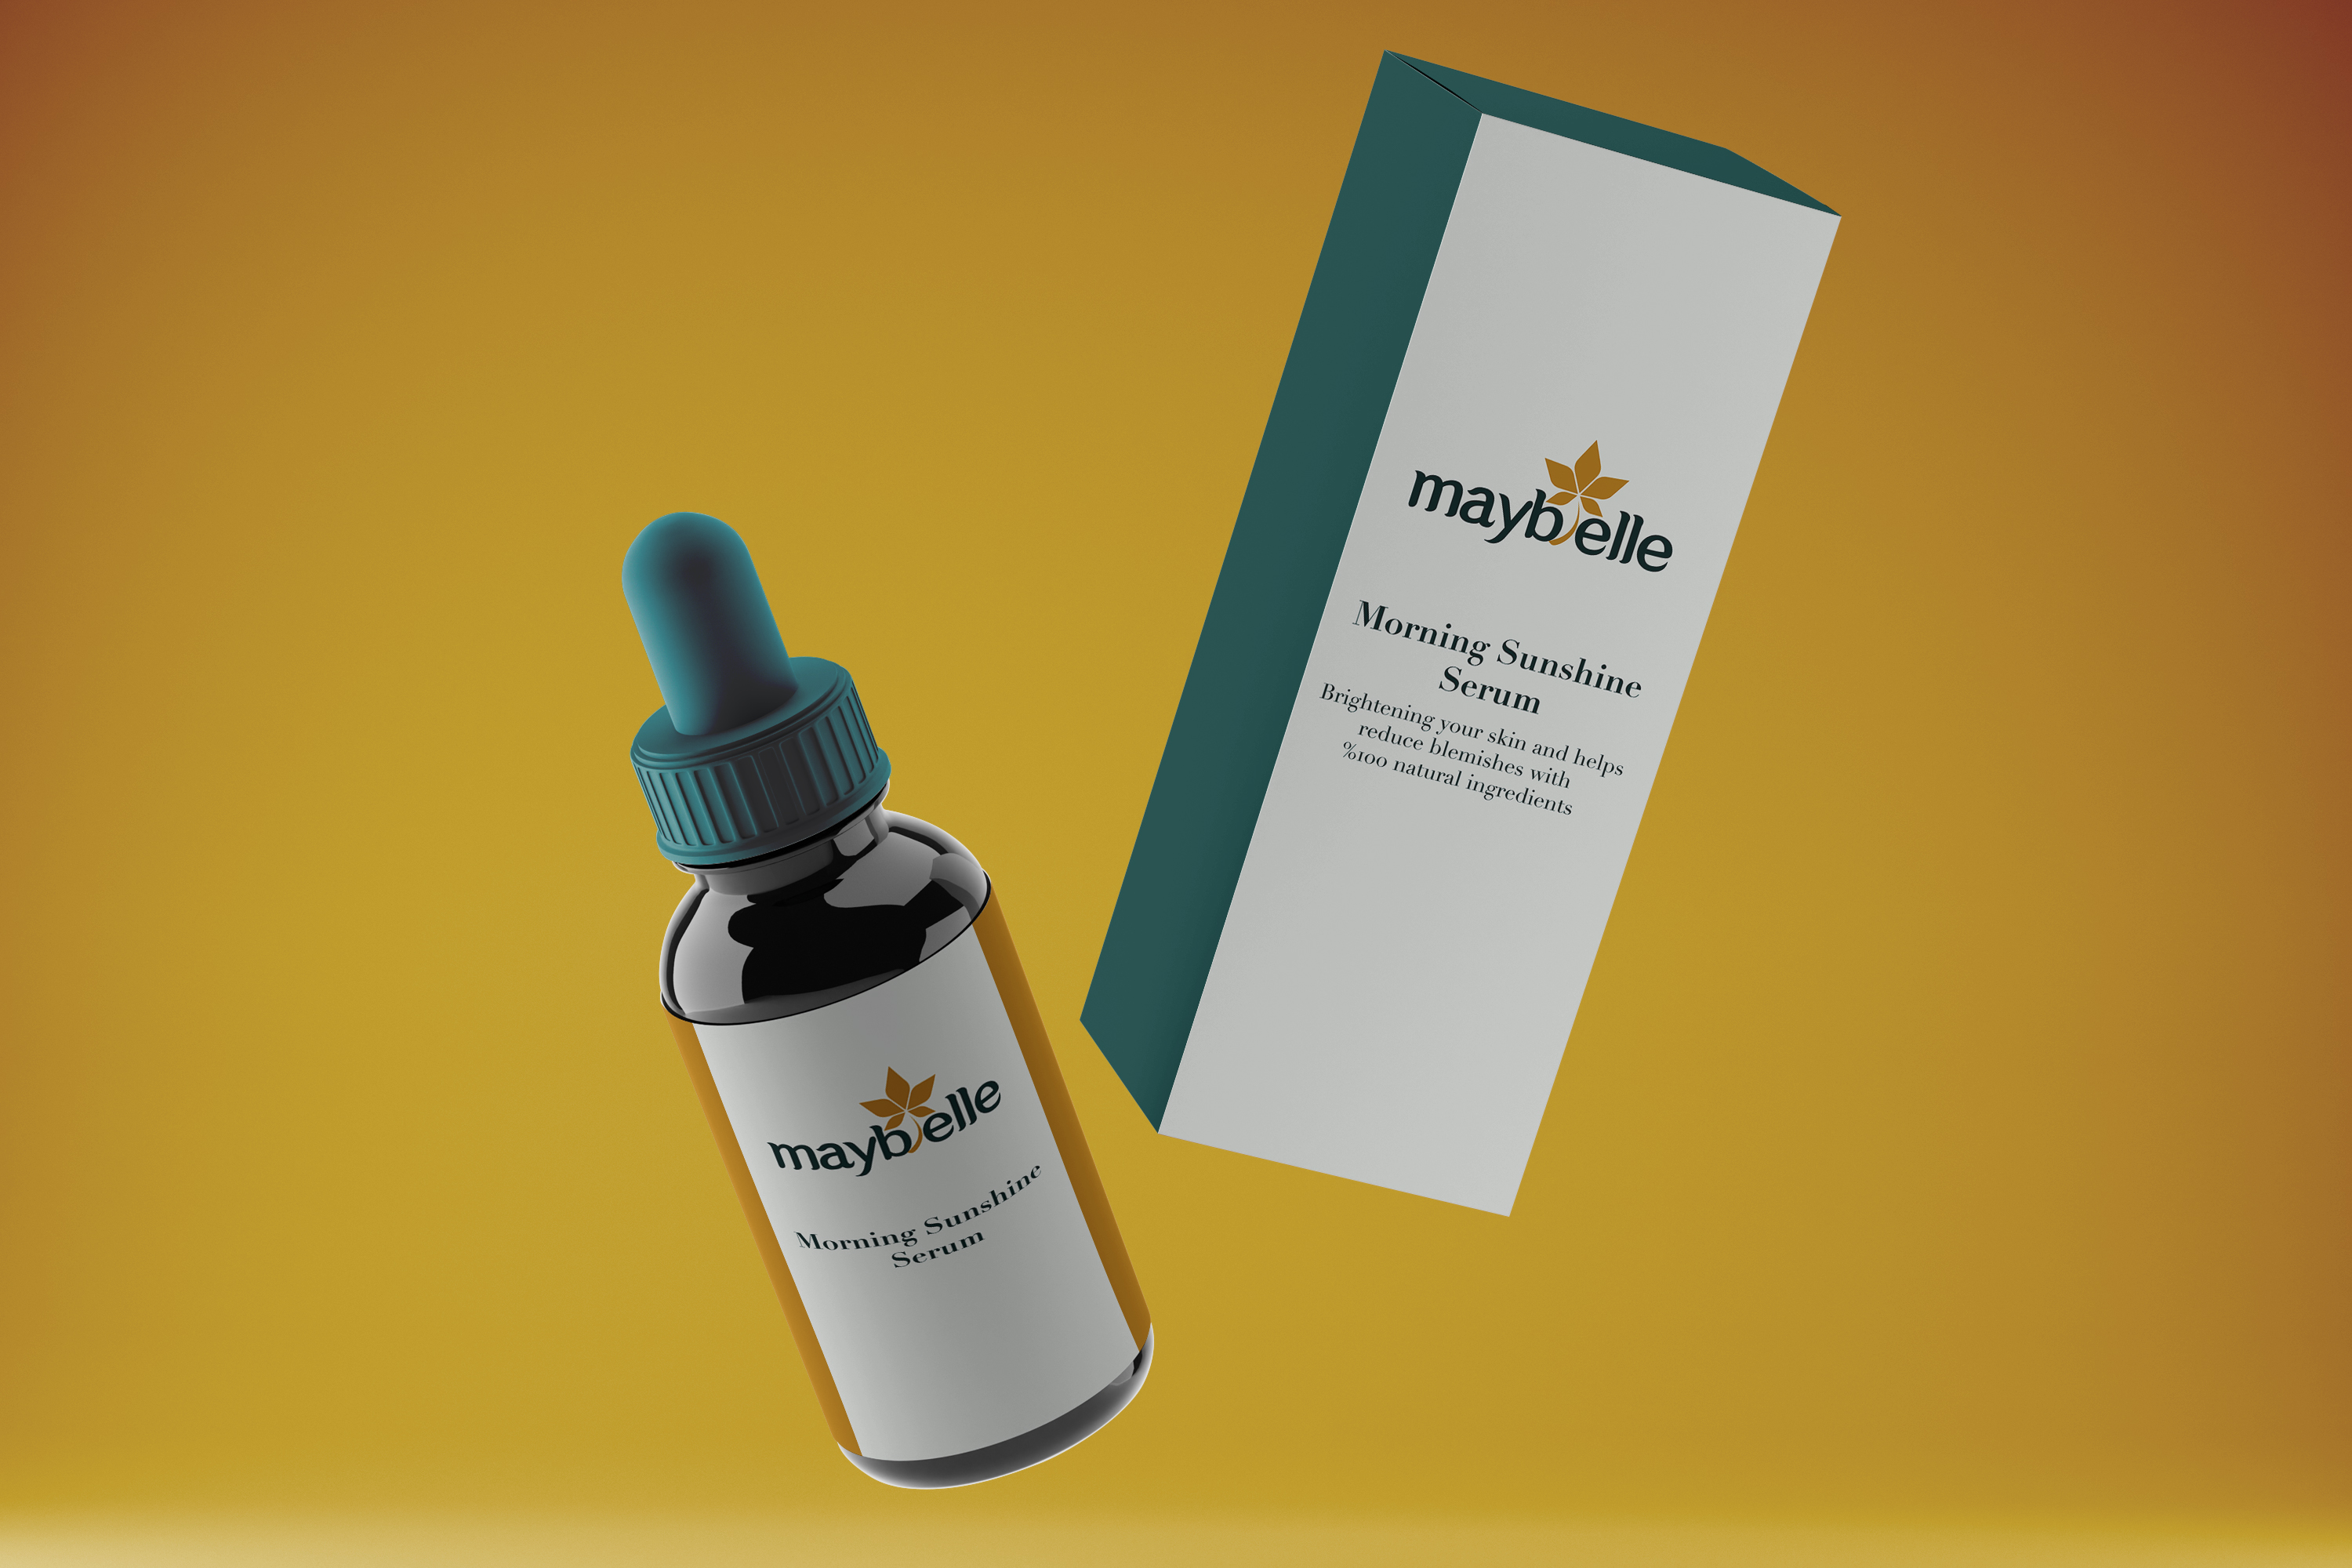 maybelle
Morning Sunshine
Serum
Brightening your skin and helps
reduce blemishes with
%100 natural ingredients
maybelle
Morning Sunshine
Serum